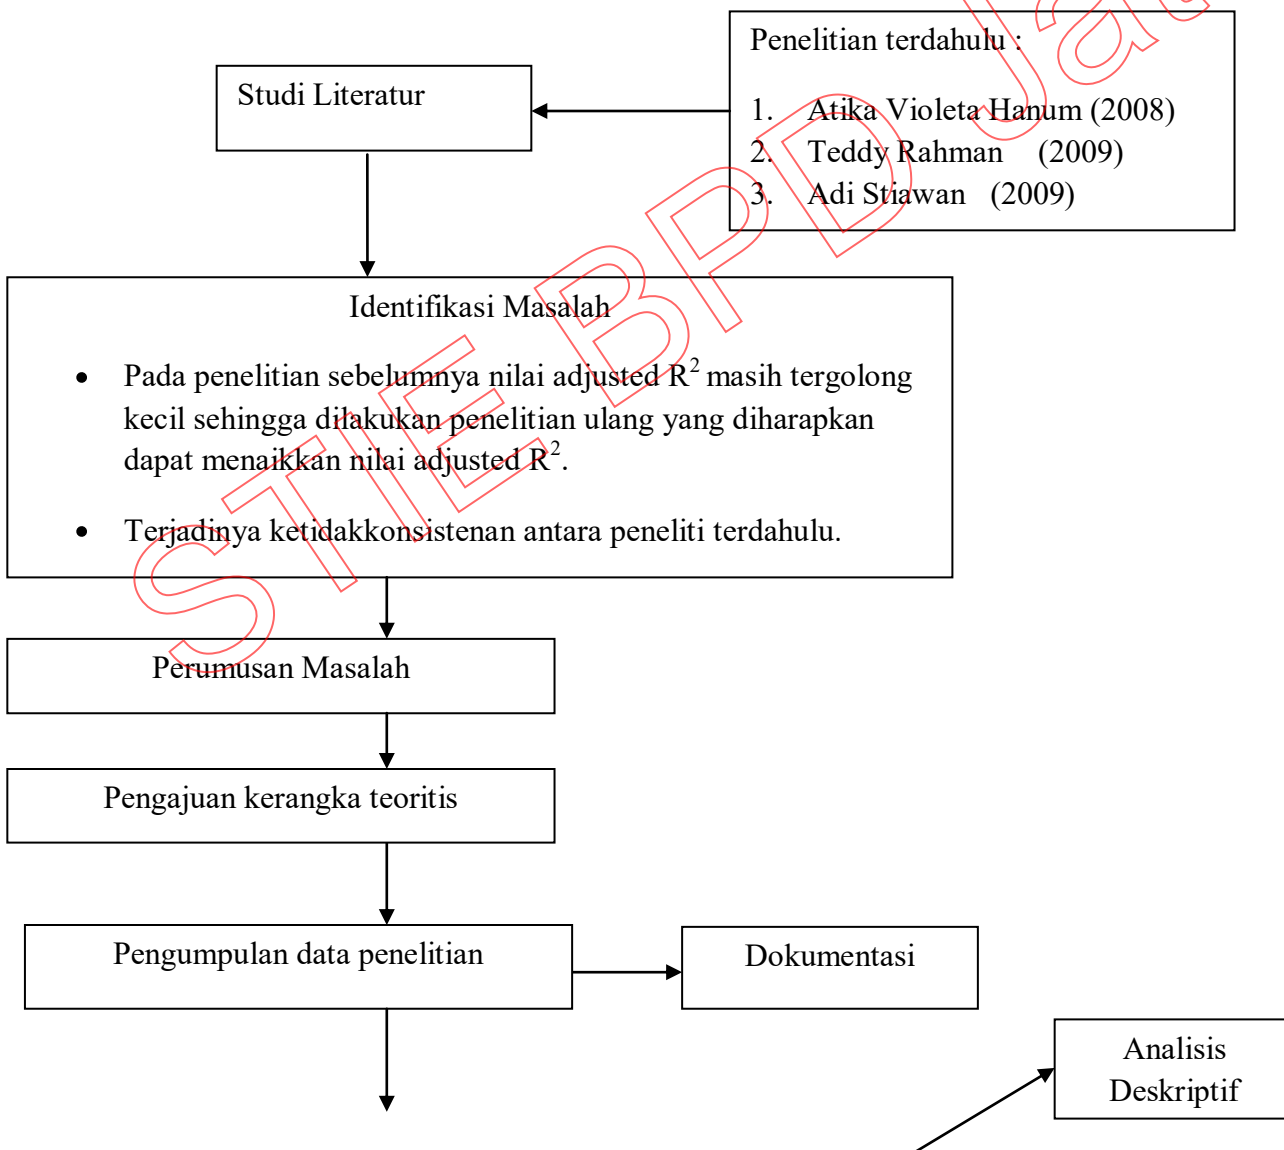 Penelitian terdahulu :
Studi Literatur
1. Atika Violeta Hanum (2008)
2. Teddy Rahman (2009)
3. Adi Stiawan (2009)
Identifikasi Masalah
• Pada penelitian sebelumnya nilai adjusted R² masih tergolong
kecil sehingga dilakukan penelitian ulang yang diharapkan
dapat menaikkan nilai adjusted R².
• Terjadinya ketidakkonsistenan antara peneliti terdahulu.
Perumusan Masalah
Pengajuan kerangka teoritis
Pengumpulan data penelitian
Dokumentasi
Analisis
Deskriptif
STIE BPD